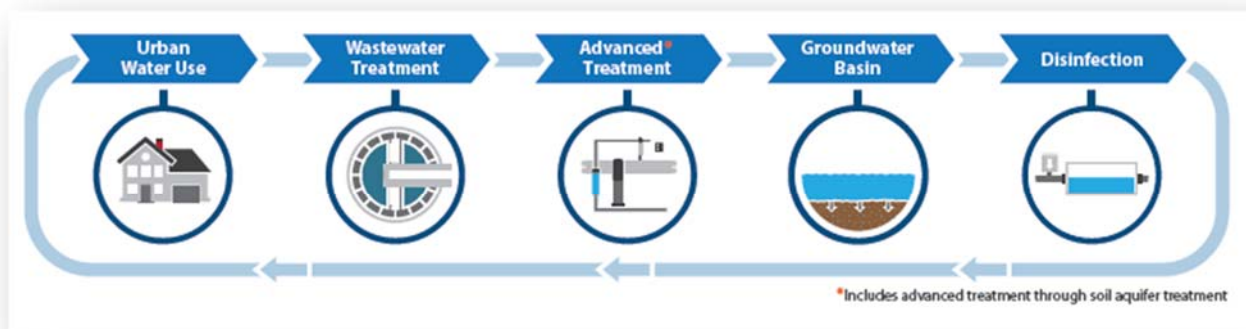 Urban
Water Use
Wastewater
Treatment
Advanced*
Treatment
Groundwater
Basin
Disinfection
*Includes advanced treatment through soil aquifer treatment